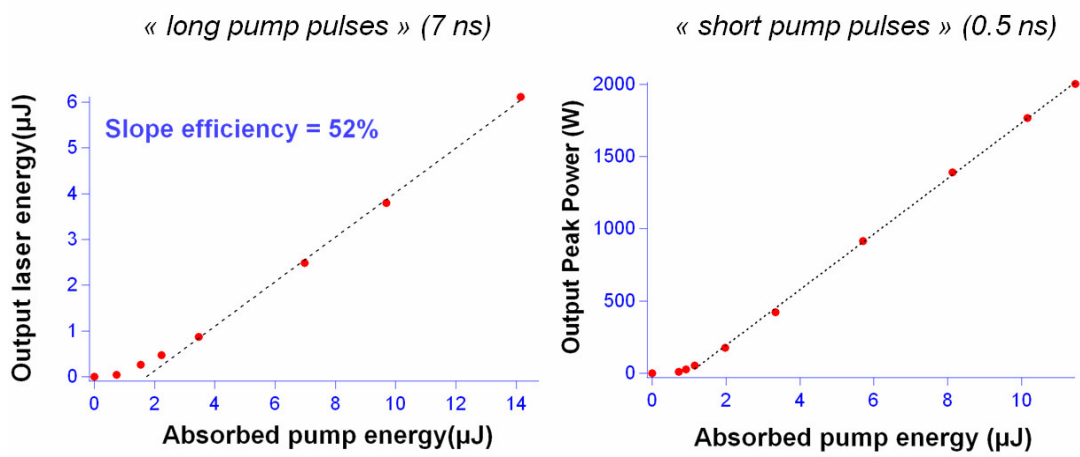 « long pump pulses » (7 ns)
Slope efficiency = 52%
Output laser energy(µJ)
6
5
4
3
2
1
0
0 2 4 6 8 10 12 14
Absorbed pump energy(µJ)
« short pump pulses » (0.5 ns)
Output Peak Power (W)
2000
1500
1000
500
0
0 2 4 6 8 10
Absorbed pump energy (µJ)